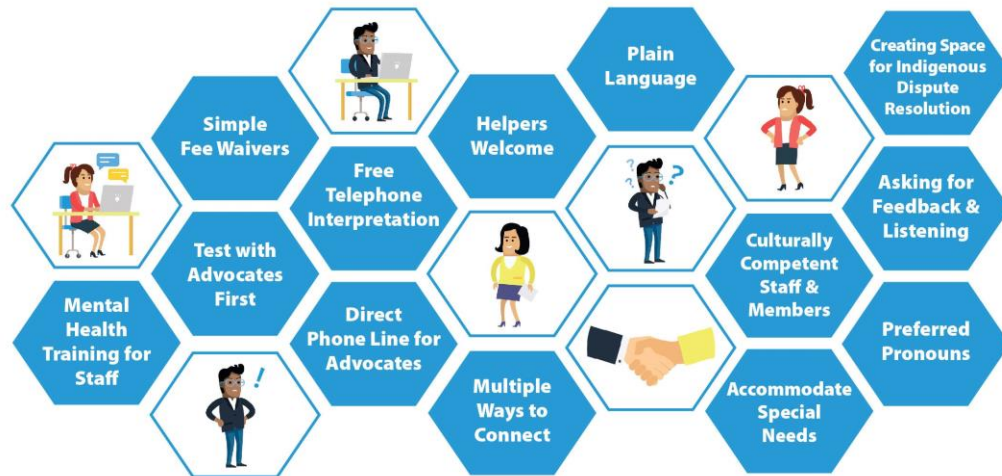 Simple
Fee Waivers
Helpers
Welcome
Plain
Language
Creating Space
for Indigenous
Dispute
Resolution
Free
Telephone
Interpretation
Asking for
Feedback &
Listening
Test with
Advocates
First
Culturally
Competent
Staff &
Members
Mental
Health
Training for
Staff
Direct
Phone Line for
Advocates
Preferred
Pronouns
Multiple
Ways to
Connect
Accommodate
Special
Needs